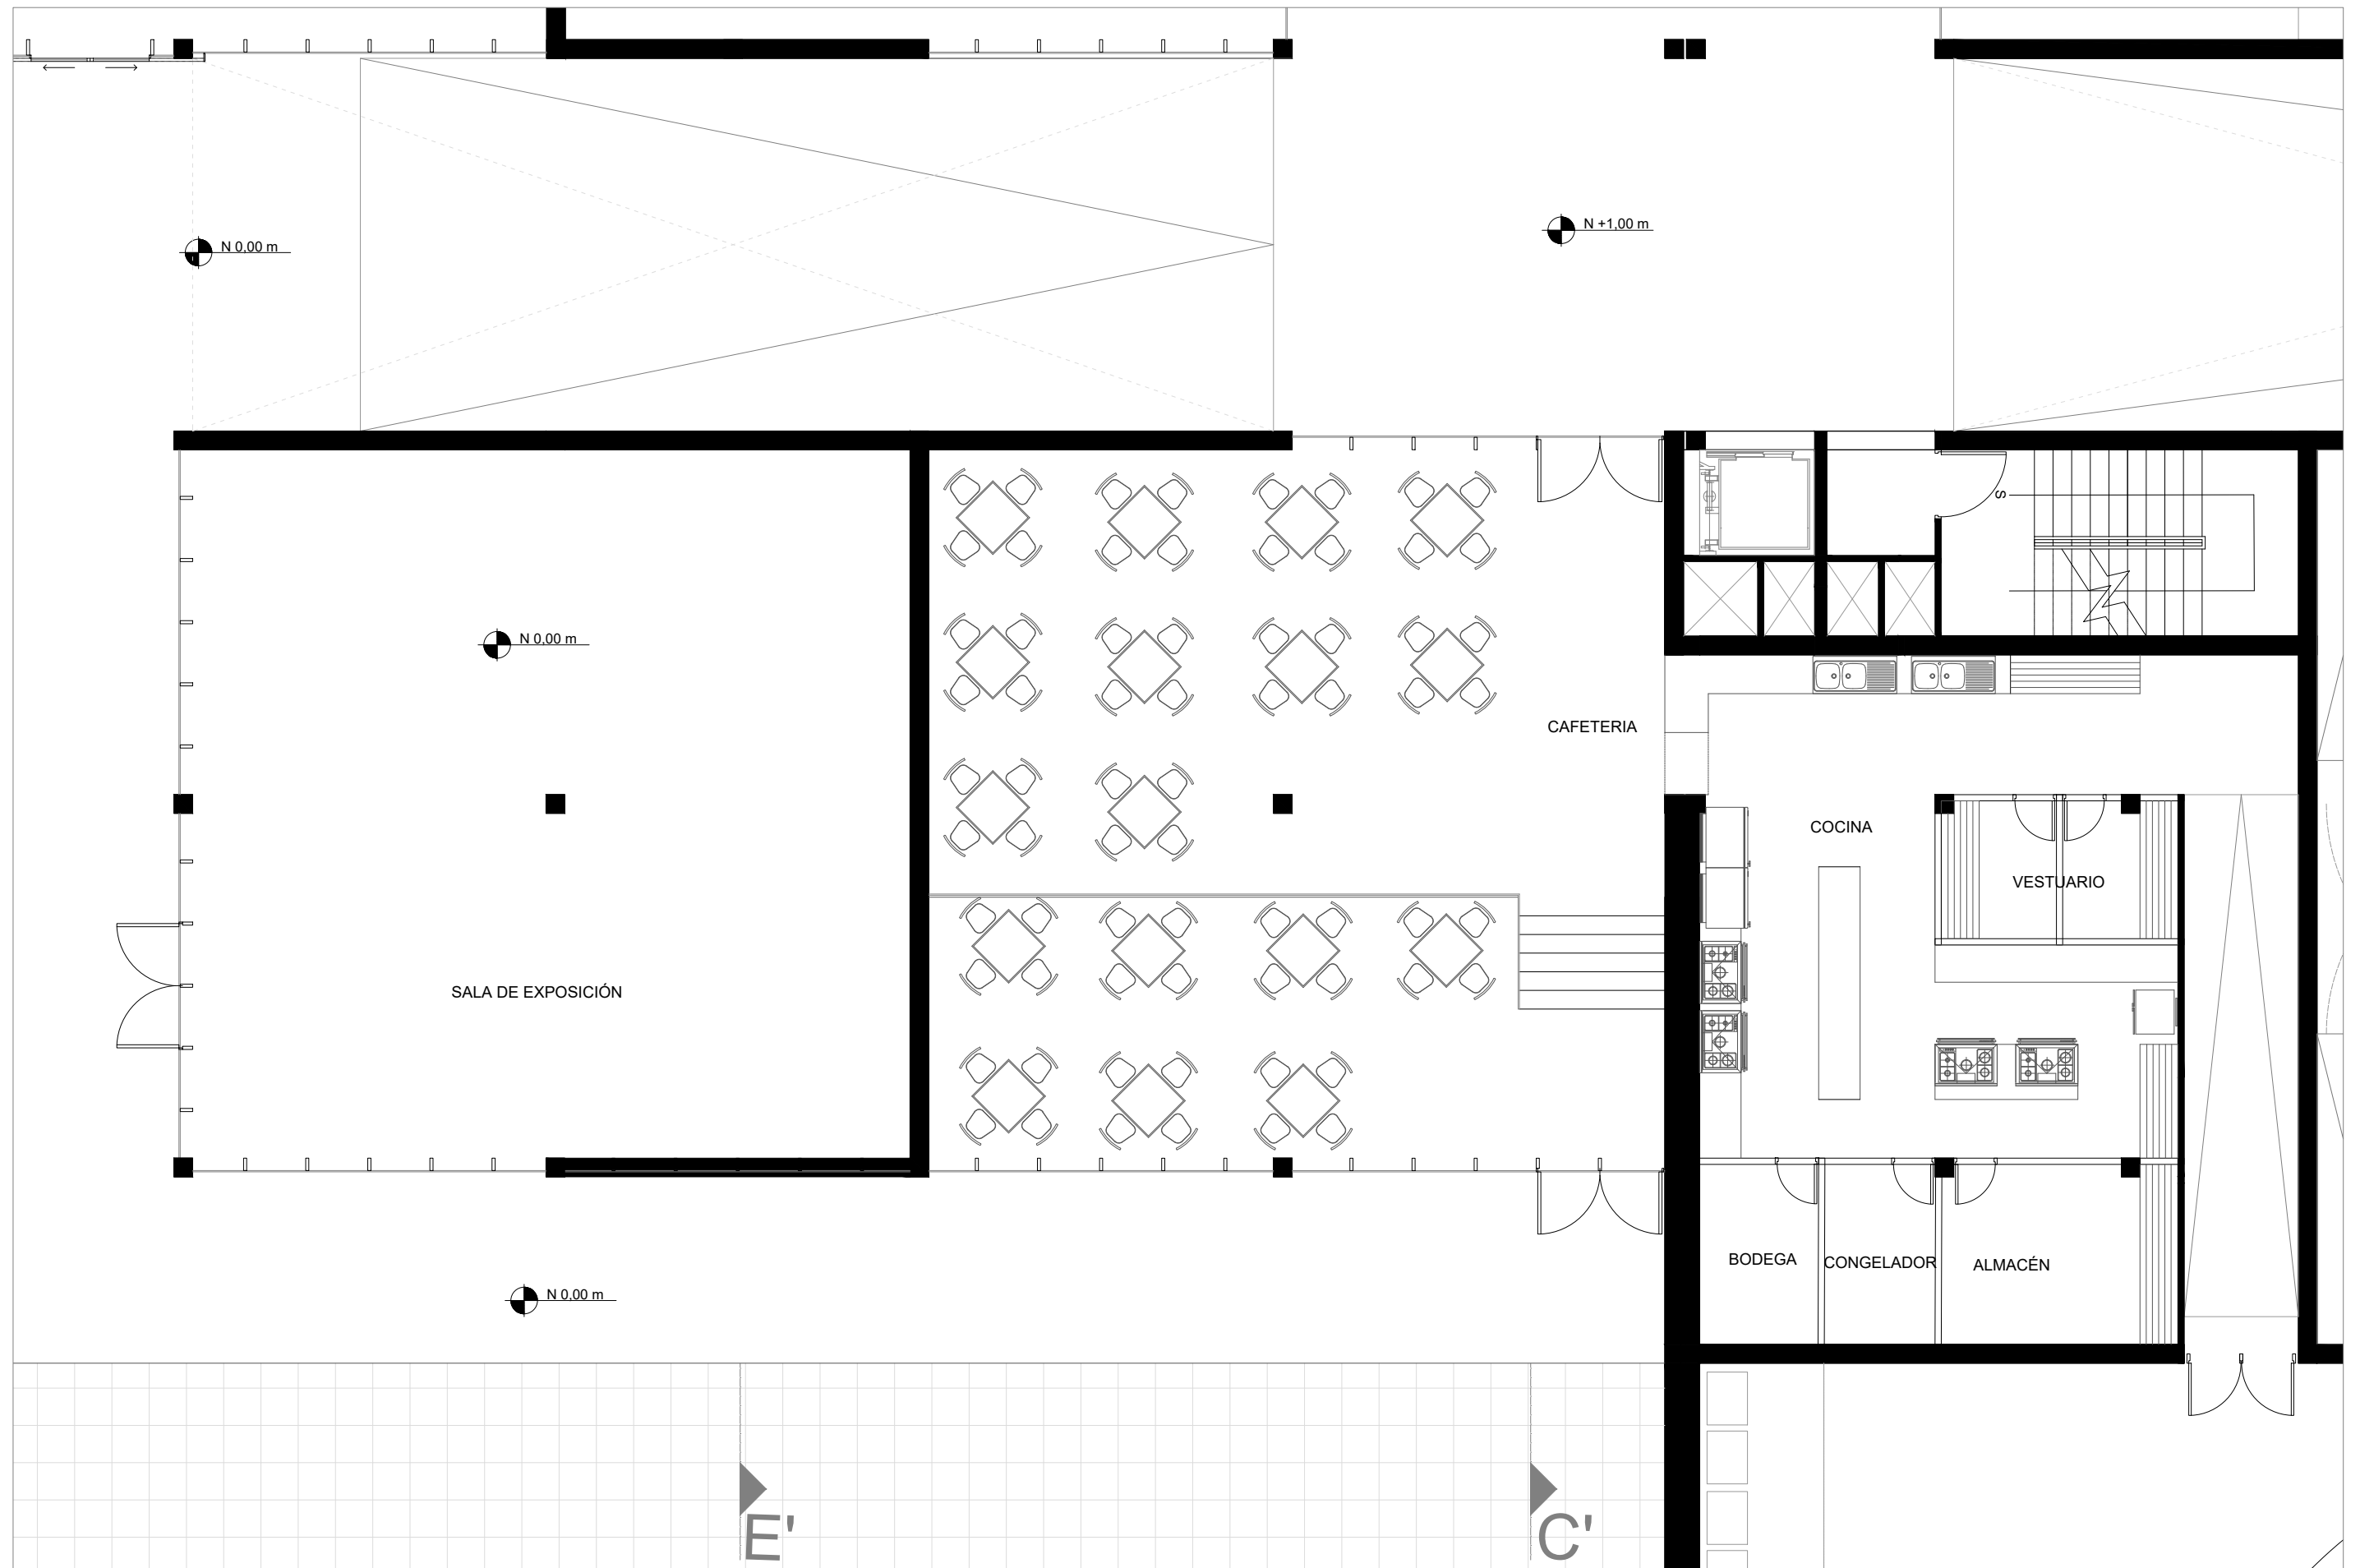 N +1,00 m
N 0,00 m
S
N 0,00 m
CAFETERIA
COCINA
VESTUARIO
SALA DE EXPOSICIÓN
BODEGA
CONGELADOR
ALMACÉN
N 0,00 m
E'
C'